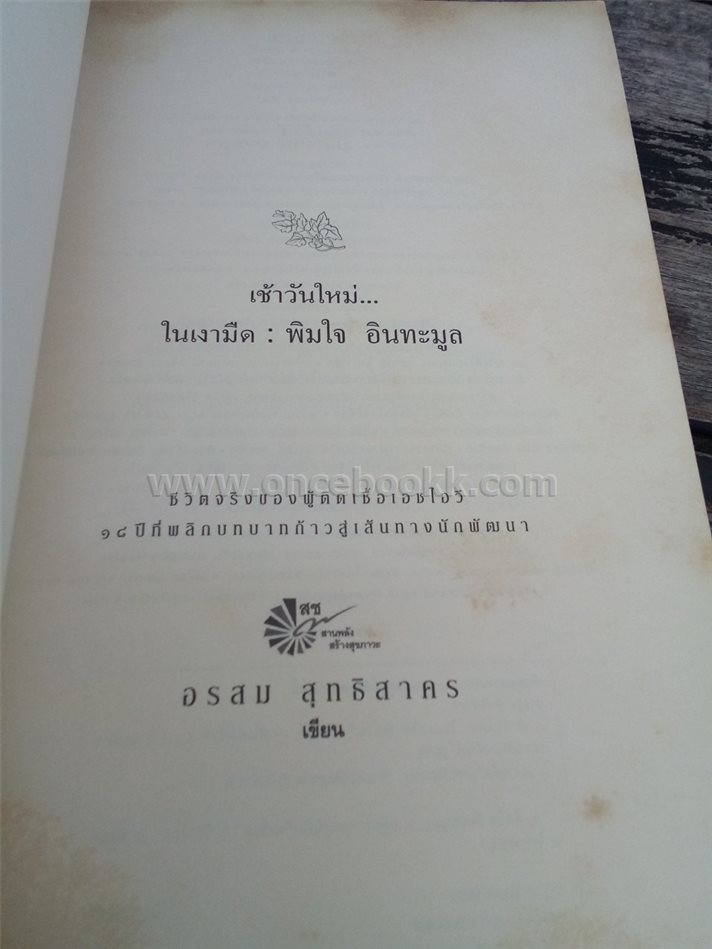 เช้าวันใหม่...
ในเงามืด : พิมใจ อินทะมูล
www.oncebookk.com
ชีวิตจริงของผู้ติดเชื้อเอชไอวี
๑๘ ปีที่พลิกบทบาทก้าวสู่เส้นทางนักพัฒนา
สช
สานพลัง
สร้างสุขภาวะ
อรสม สุทธิสาคร
เขียน